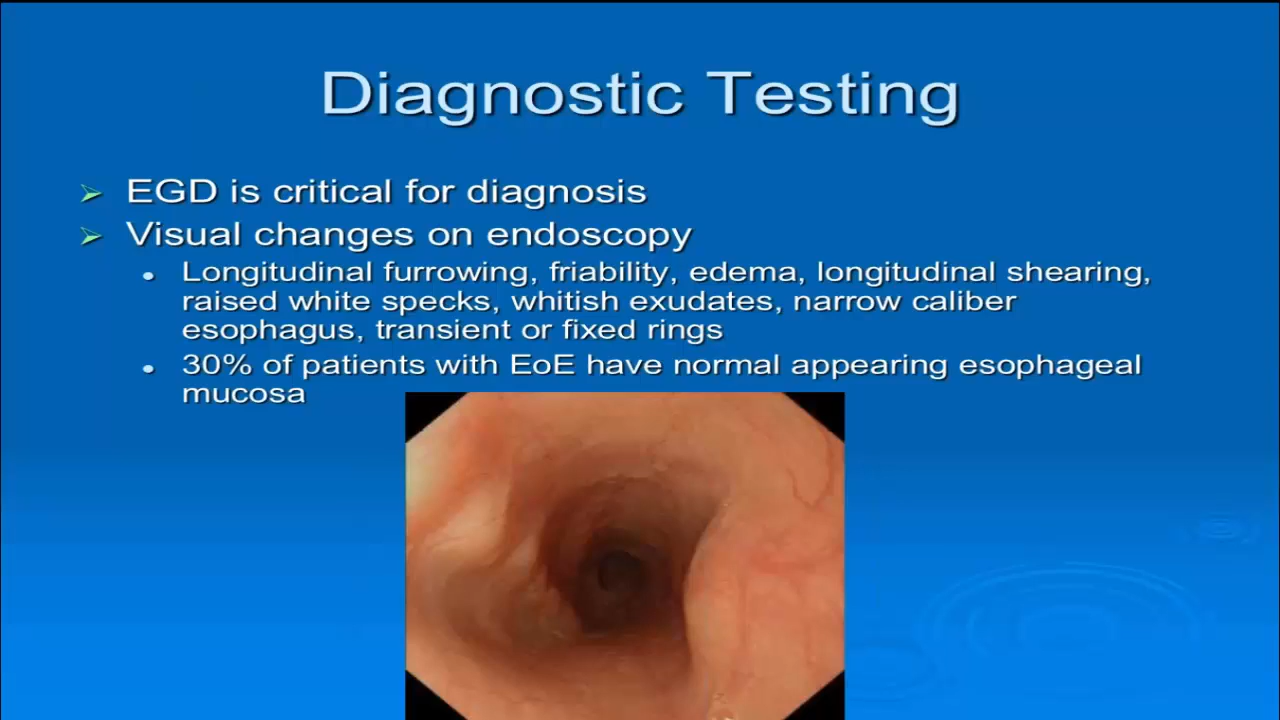 Diagnostic Testing
EGD is critical for diagnosis
Visual changes on endoscopy
Longitudinal furrowing, friability, edema, longitudinal shearing,
raised white specks, whitish exudates, narrow caliber
esophagus, transient or fixed rings
30% of patients with EoE have normal appearing esophageal
mucosa